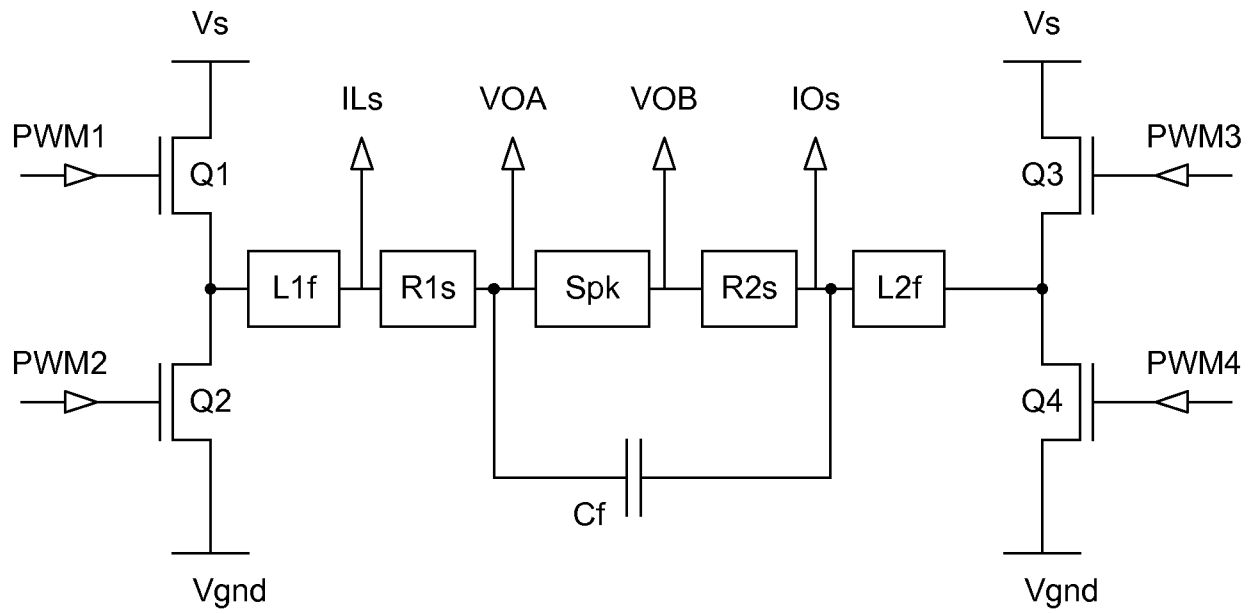 Vs
Vs
ILs
VOA
VOB
IOs
PWM1
PWM3
Q1
Q3
L1f
R1s
Spk
R2s
L2f
PWM2
PWM4
Q2
Q4
Cf
Vgnd
Vgnd